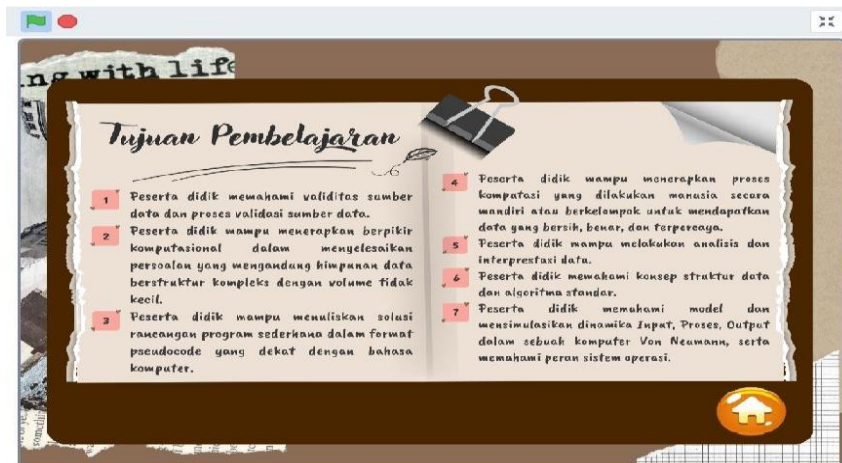 ng with life
Tujuan Pembelajaran
1 Peserta didik memahami validitas sumber
data dan proses validasi sumber data.
2 Peserta didik mampu menerapkan berpikir
komputasional dalam menyelesaikan
persoalan yang mengandung himpunan data
berstruktur kompleks dengan volume tidak
kecil.
3 Peserta didik mampu menuliskan solusi
rancangan program sederhana dalam format
pseudocode yang dekat dengan bahasa
komputer.
4 Peserta didik mampu menerapkan proses
komputasi yang dilakukan manusia secara
mandiri atau berkelompok untuk mendapatkan
data yang bersih, benar, dan terpercaya.
5 Peserta didik mampu melakukan analisis dan
interprestasi data.
6 Peserta didik memahami konsep struktur data
dan algoritma standar.
7 Peserta didik memahami model dan
mensimulasikan dinamika Input, Proses, Output
dalam sebuah komputer Von Neumann, serta
memahami peran sistem operasi.